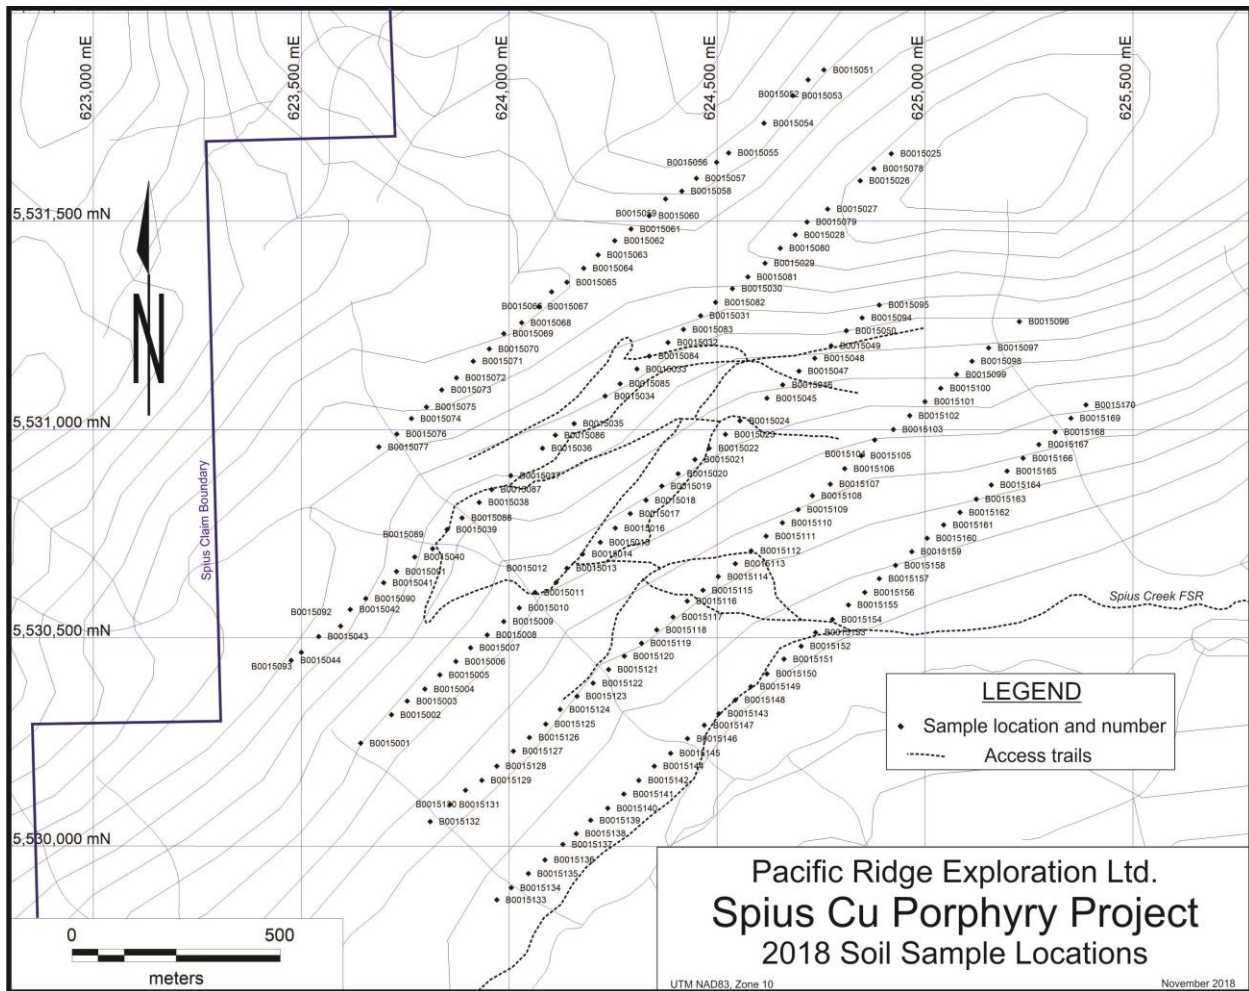 623,000 mE
623,500 mE
624,000 mE
624,500 mE
625,000 mE
625,500 mE
B0015051
B0015052
B0015053
B0015054
B0015055
B0015056
B0015057
B0015058
B0015059
B0015060
B0015061
B0015062
B0015063
B0015064
B0015065
B0015067
B0015068
B0015069
B0015070
B0015071
B0015072
B0015073
B0015075
B0015074
B0015076
B0015077
B0015025
B0015078
B0015026
B0015027
B0015079
B0015028
B0015080
B0015029
B0015081
B0015030
B0015082
B0015031
B0015083
B0015032
B0015084
B0015033
B0015085
B0015034
B0015035
B0015086
B0015036
B0015037
B0015087
B0015038
B0015088
B0015039
B0015089
B0015040
B0015091
B0015041
B0015090
B0015042
B0015092
B0015043
B0015044
B0015093
B0015095
B0015094
B0015050
B0015049
B0015048
B0015047
B0015046
B0015045
B0015024
B0015023
B0015022
B0015021
B0015020
B0015019
B0015018
B0015017
B0015016
B0015015
B0015014
B0015012
B0015013
B0015011
B0015010
B0015009
B0015008
B0015007
B0015006
B0015005
B0015004
B0015003
B0015002
B0015001
B0015096
B0015097
B0015098
B0015099
B0015100
B0015101
B0015102
B0015103
B0015104
B0015105
B0015106
B0015107
B0015108
B0015109
B0015110
B0015111
B0015112
B0015113
B0015114
B0015115
B0015116
B0015117
B0015118
B0015119
B0015120
B0015121
B0015122
B0015123
B0015124
B0015125
B0015126
B0015127
B0015128
B0015129
B0015130
B0015131
B0015132
B0015170
B0015169
B0015168
B0015167
B0015166
B0015165
B0015164
B0015163
B0015162
B0015161
B0015160
B0015159
B0015158
B0015157
B0015156
B0015155
B0015154
B0015153
B0015152
B0015151
B0015150
B0015149
B0015148
B0015143
B0015147
B0015146
B0015145
B0015144
B0015142
B0015141
B0015140
B0015139
B0015138
B0015137
B0015136
B0015135
B0015134
B0015133
5,531,500 mN
5,531,000 mN
5,530,500 mN
5,530,000 mN
N
Spius Claim Boundary
Spius Creek FSR
LEGEND
Sample location and number
Access trails
0 500
meters
Pacific Ridge Exploration Ltd.
Spius Cu Porphyry Project
2018 Soil Sample Locations
UTM NAD83, Zone 10
November 2018